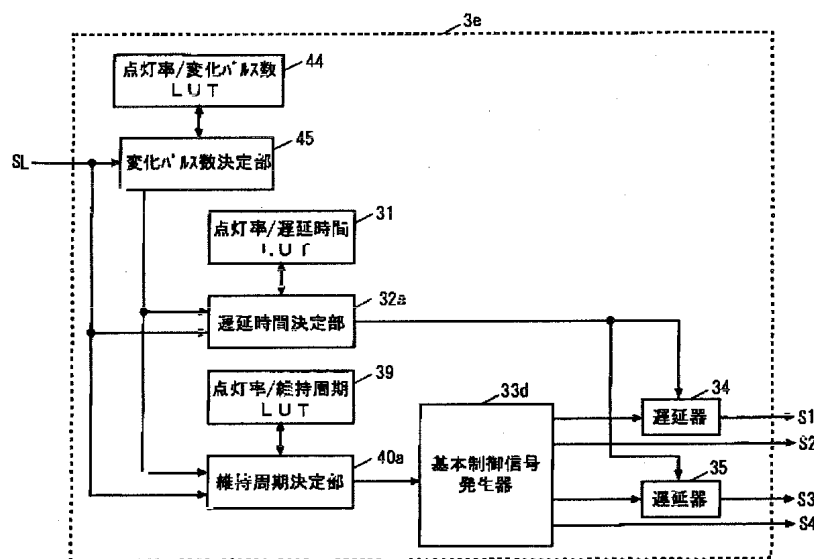 3e
点灯率/変化パルス数
LUT
44
SL
変化パルス数決定部
45
点灯率/遅延時間
LUT
31
遅延時間決定部
32a
点灯率/維持周期
LUT
39
維持周期決定部
40a
基本制御信号
発生器
33d
遅延器
34
S1
S2
遅延器
35
S3
S4